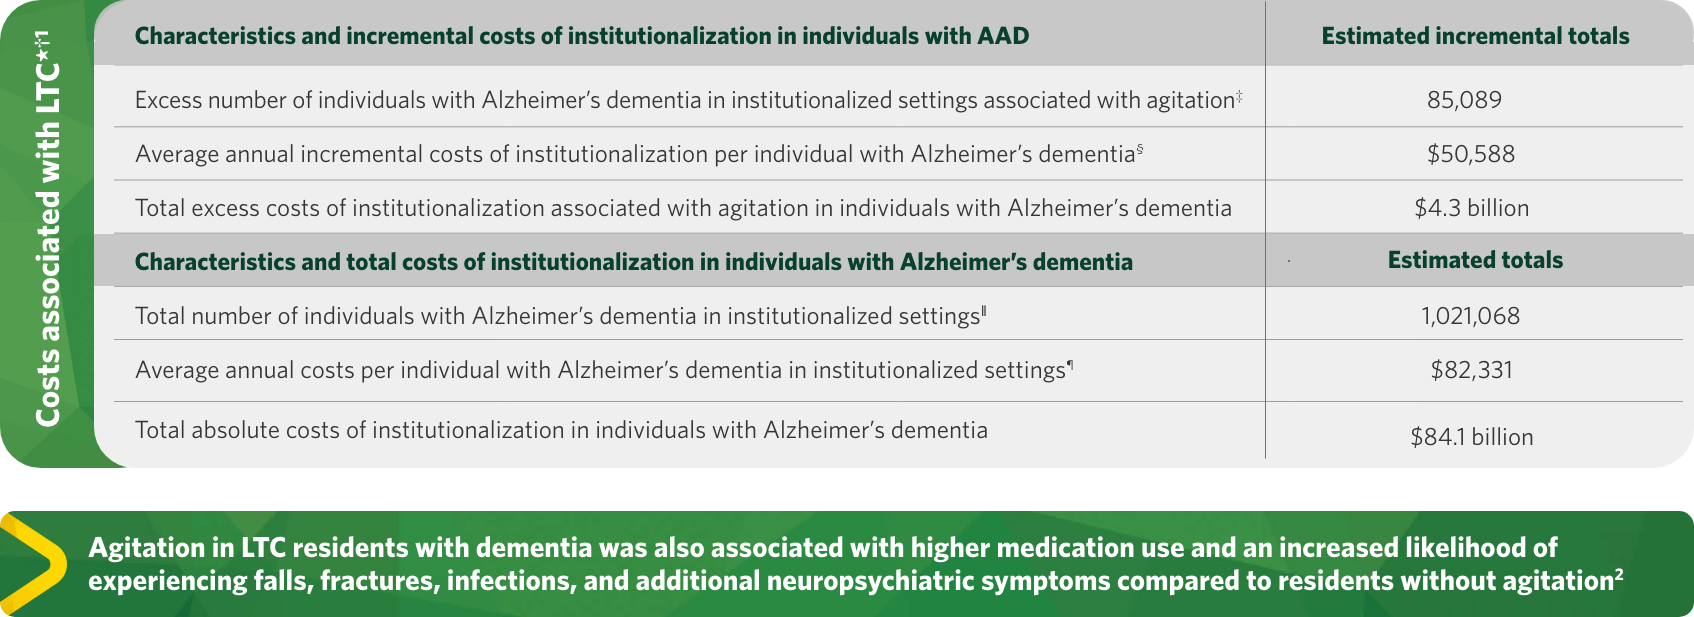 Costs associated with LTC*†1
Characteristics and incremental costs of institutionalization in individuals with AAD
Estimated incremental totals
Excess number of individuals with Alzheimer’s dementia in institutionalized settings associated with agitation‡
85,089
Average annual incremental costs of institutionalization per individual with Alzheimer’s dementia§
$50,588
Total excess costs of institutionalization associated with agitation in individuals with Alzheimer’s dementia
$4.3 billion
Characteristics and total costs of institutionalization in individuals with Alzheimer’s dementia
Estimated totals
Total number of individuals with Alzheimer’s dementia in institutionalized settings‖
1,021,068
Average annual costs per individual with Alzheimer’s dementia in institutionalized settings¶
$82,331
Total absolute costs of institutionalization in individuals with Alzheimer’s dementia
$84.1 billion
Agitation in LTC residents with dementia was also associated with higher medication use and an increased likelihood of
experiencing falls, fractures, infections, and additional neuropsychiatric symptoms compared to residents without agitation2